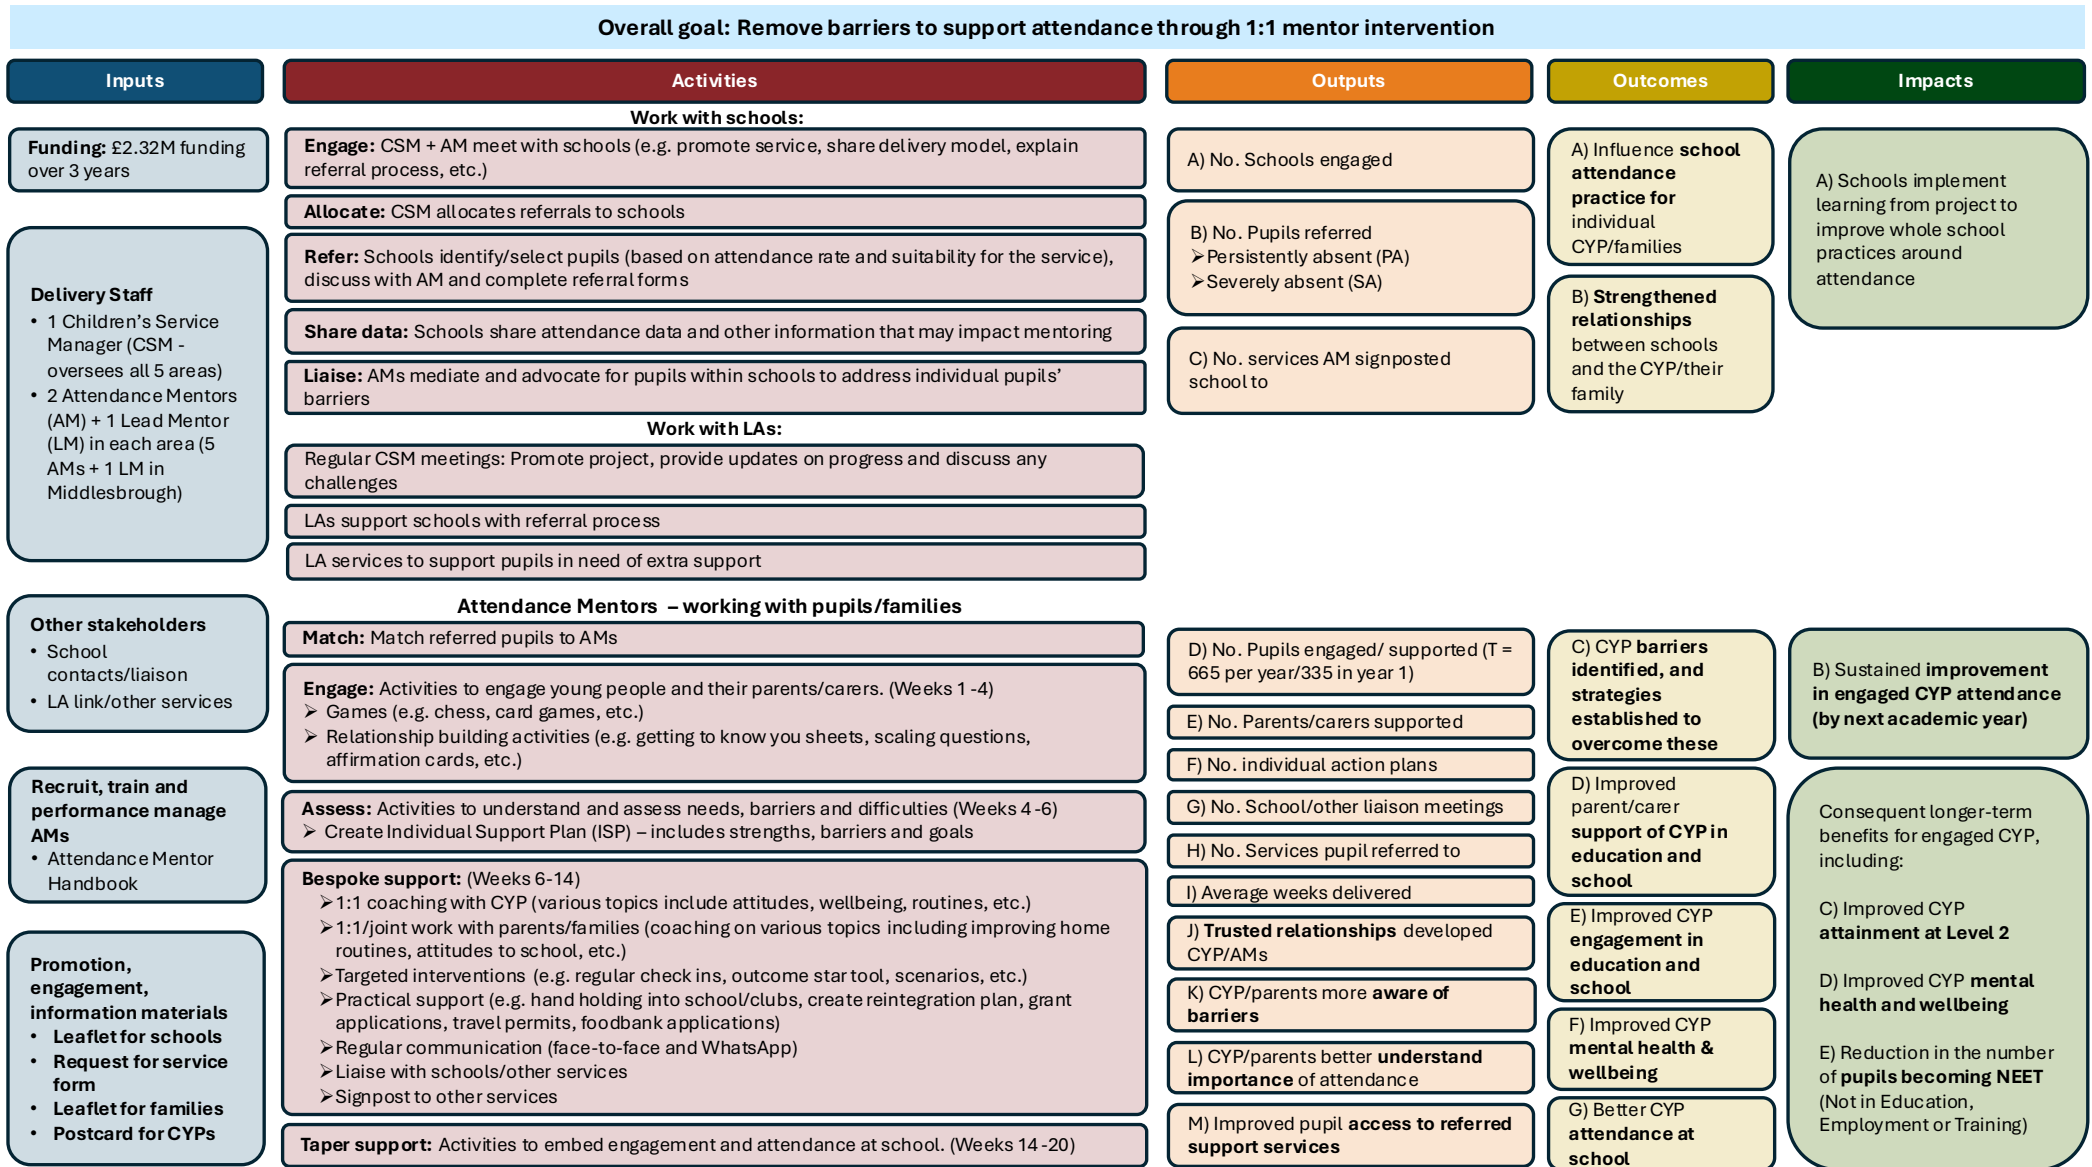 Overall goal: Remove barriers to support attendance through 1:1 mentor intervention
Inputs
Funding: £2.32M funding
over 3 years
Delivery Staff
• 1 Children's Service
Manager (CSM -
oversees all 5 areas)
• 2 Attendance Mentors
(AM) + 1 Lead Mentor
(LM) in each area (5
AMs + 1 LM in
Middlesbrough)
Other stakeholders
• School
contacts/liaison
• LA link/other services
Recruit, train and
performance manage
AMs
• Attendance Mentor
Handbook
Promotion,
engagement,
information materials
• Leaflet for schools
• Request for service
form
• Leaflet for families
• Postcard for CYPs
Activities
Work with schools:
Engage: CSM + AM meet with schools (e.g. promote service, share delivery model, explain
referral process, etc.)
Allocate: CSM allocates referrals to schools
Refer: Schools identify/select pupils (based on attendance rate and suitability for the service),
discuss with AM and complete referral forms
Share data: Schools share attendance data and other information that may impact mentoring
Liaise: AMs mediate and advocate for pupils within schools to address individual pupils'
barriers
Work with LAs:
Regular CSM meetings: Promote project, provide updates on progress and discuss any
challenges
LAs support schools with referral process
LA services to support pupils in need of extra support
Attendance Mentors – working with pupils/families
Match: Match referred pupils to AMs
Engage: Activities to engage young people and their parents/carers. (Weeks 1-4)
➢ Games (e.g. chess, card games, etc.)
➢ Relationship building activities (e.g. getting to know you sheets, scaling questions,
affirmation cards, etc.)
Assess: Activities to understand and assess needs, barriers and difficulties (Weeks 4-6)
➢ Create Individual Support Plan (ISP) – includes strengths, barriers and goals
Bespoke support: (Weeks 6-14)
➢1:1 coaching with CYP (various topics include attitudes, wellbeing, routines, etc.)
➢1:1/joint work with parents/families (coaching on various topics including improving home
routines, attitudes to school, etc.)
➢Targeted interventions (e.g. regular check ins, outcome star tool, scenarios, etc.)
➢Practical support (e.g. hand holding into school/clubs, create reintegration plan, grant
applications, travel permits, foodbank applications)
➢Regular communication (face-to-face and WhatsApp)
➢Liaise with schools/other services
➢Signpost to other services
Taper support: Activities to embed engagement and attendance at school. (Weeks 14-20)
Outputs
A) No. Schools engaged
B) No. Pupils referred
➢Persistently absent (PA)
➢Severely absent (SA)
C) No. services AM signposted
school to
D) No. Pupils engaged/ supported (T =
665 per year/335 in year 1)
E) No. Parents/carers supported
F) No. individual action plans
G) No. School/other liaison meetings
H) No. Services pupil referred to
I) Average weeks delivered
J) Trusted relationships developed
CYP/AMs
K) CYP/parents more aware of
barriers
L) CYP/parents better understand
importance of attendance
M) Improved pupil access to referred
support services
Outcomes
A) Influence school
attendance
practice for
individual
CYP/families
B) Strengthened
relationships
between schools
and the CYP/their
family
C) CYP barriers
identified, and
strategies
established to
overcome these
D) Improved
parent/carer
support of CYP in
education and
school
E) Improved CYP
engagement in
education and
school
F) Improved CYP
mental health &
wellbeing
G) Better CYP
attendance at
school
Impacts
A) Schools implement
learning from project to
improve whole school
practices around
attendance
B) Sustained improvement
in engaged CYP attendance
(by next academic year)
Consequent longer-term
benefits for engaged CYP,
including:
C) Improved CYP
attainment at Level 2
D) Improved CYP mental
health and wellbeing
E) Reduction in the number
of pupils becoming NEET
(Not in Education,
Employment or Training)